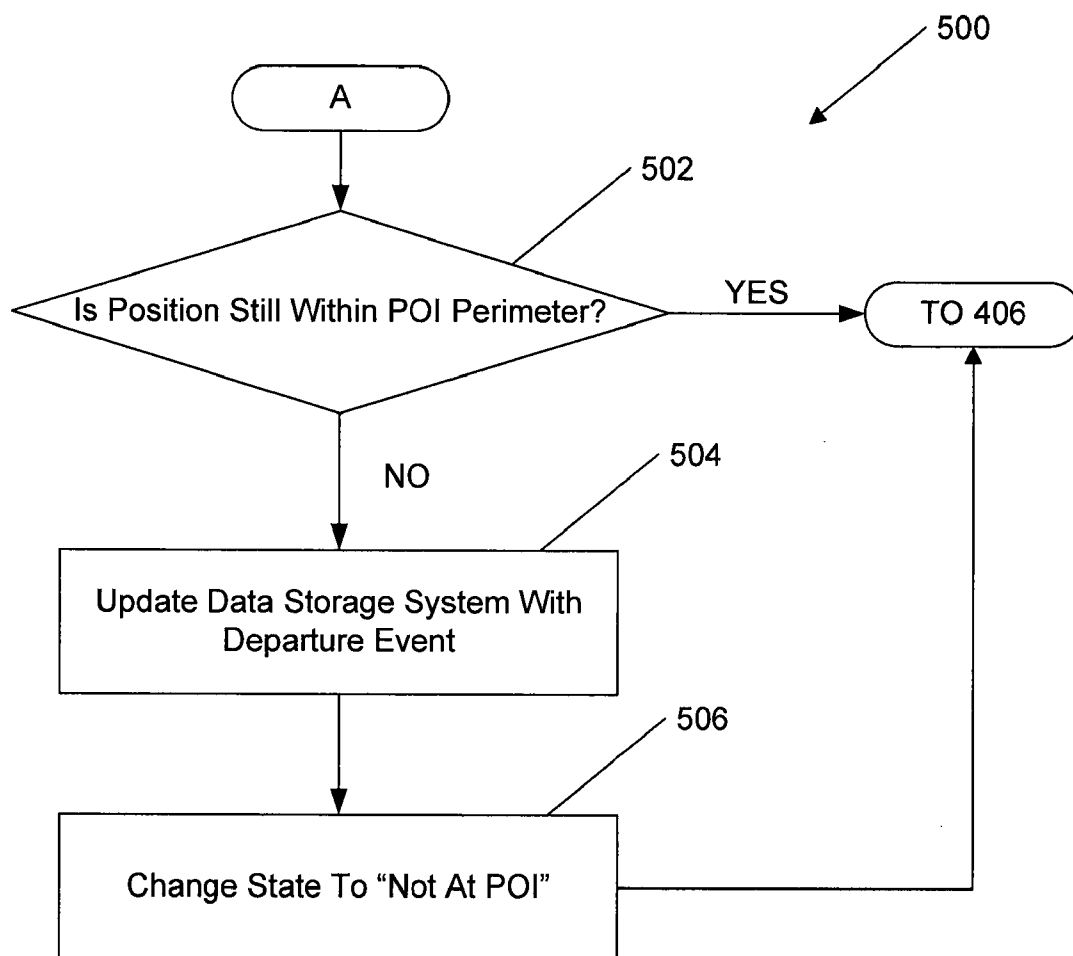 500
A
502
Is Position Still Within POI Perimeter?
YES
TO 406
NO
504
Update Data Storage System With
Departure Event
506
Change State To “Not At POI”